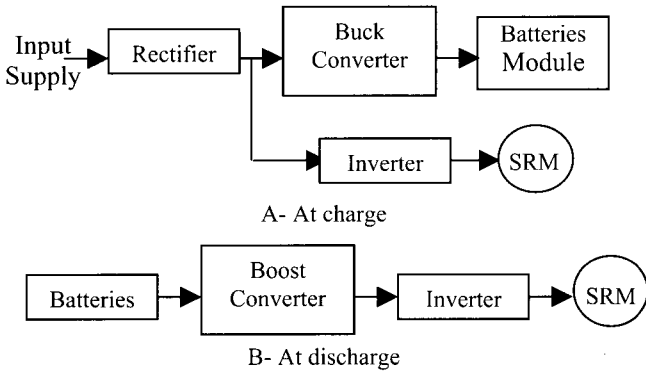 Input
Supply
Rectifier
Buck
Converter
Batteries
Module
Inverter
SRM
A- At charge
Batteries
Boost
Converter
Inverter
SRM
B- At discharge